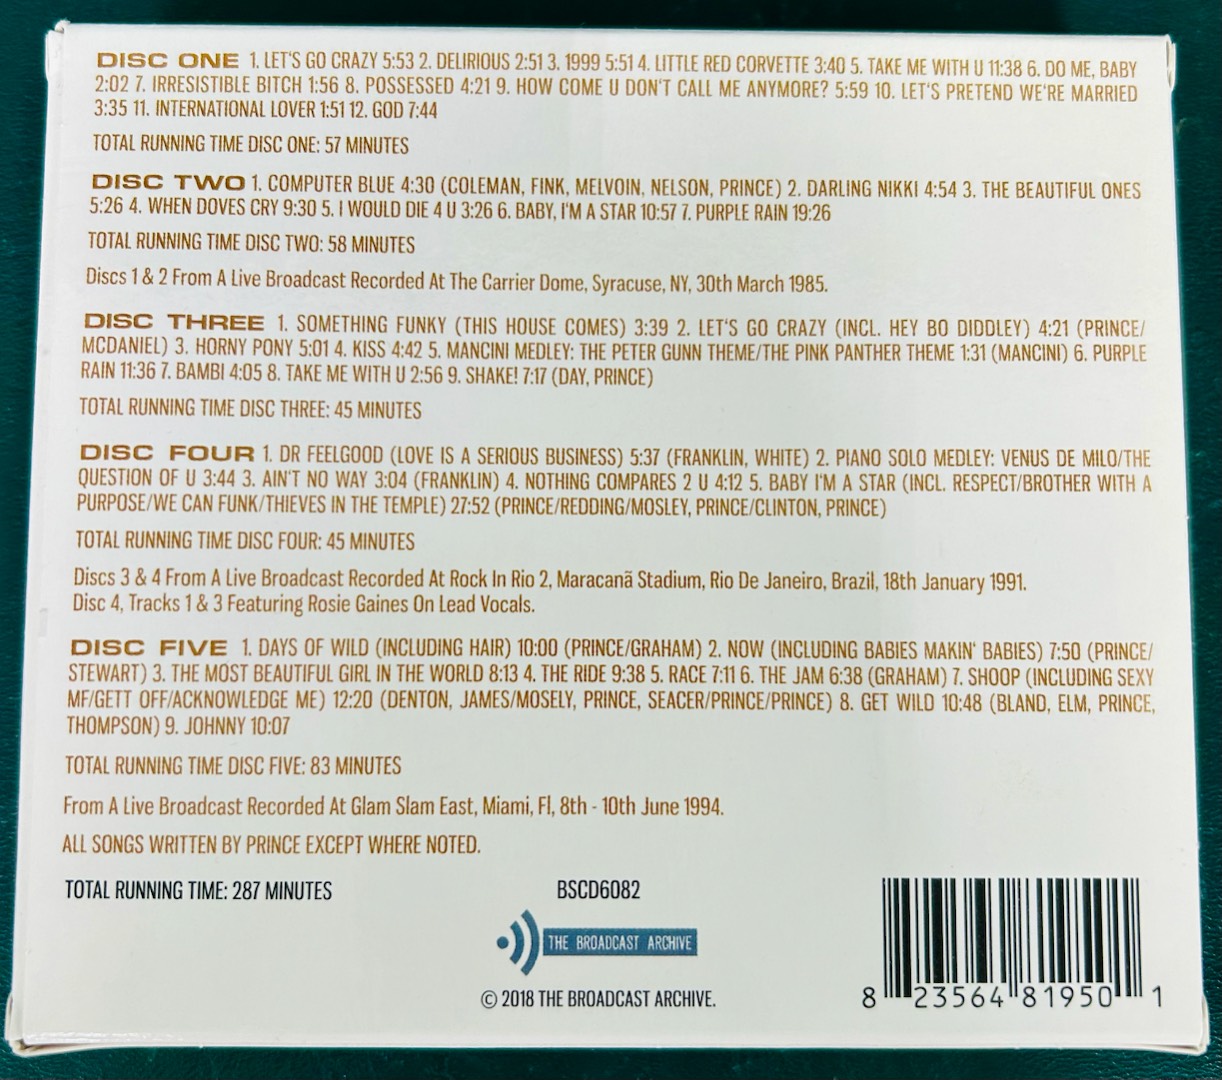 DISC ONE 1. LET'S GO CRAZY 5:53 2. DELIRIOUS 2:51 3. 1999 5:51 4. LITTLE RED CORVETTE 3:40 5. TAKE ME WITH U 11:38 6. DO ME, BABY
2:02 7. IRRESISTIBLE BITCH 1:56 8. POSSESSED 4:21 9. HOW COME U DON'T CALL ME ANYMORE? 5:59 10. LET'S PRETEND WE'RE MARRIED
3:35 11. INTERNATIONAL LOVER 1:51 12. GOD 7:44
TOTAL RUNNING TIME DISC ONE: 57 MINUTES
DISC TWO 1. COMPUTER BLUE 4:30 (COLEMAN, FINK, MELVOIN, NELSON, PRINCE) 2. DARLING NIKKI 4:54 3. THE BEAUTIFUL ONES
5:26 4. WHEN DOVES CRY 9:30 5. I WOULD DIE 4 U 3:26 6. BABY, I'M A STAR 10:57 7. PURPLE RAIN 19:26
TOTAL RUNNING TIME DISC TWO: 58 MINUTES
Discs 1 & 2 From A Live Broadcast Recorded At The Carrier Dome, Syracuse, NY, 30th March 1985.
DISC THREE 1. SOMETHING FUNKY (THIS HOUSE COMES) 3:39 2. LET'S GO CRAZY (INCL. HEY BO DIDDLEY) 4:21 (PRINCE/
MCDANIEL) 3. HORNY PONY 5:01 4. KISS 4:42 5. MANCINI MEDLEY: THE PETER GUNN THEME/THE PINK PANTHER THEME 1:31 (MANCINI) 6. PURPLE
RAIN 11:36 7. BAMBI 4:05 8. TAKE ME WITH U 2:56 9. SHAKE! 7:17 (DAY, PRINCE)
TOTAL RUNNING TIME DISC THREE: 45 MINUTES
DISC FOUR 1. DR FEELGOOD (LOVE IS A SERIOUS BUSINESS) 5:37 (FRANKLIN, WHITE) 2. PIANO SOLO MEDLEY: VENUS DE MILO/THE
QUESTION OF U 3:44 3. AIN'T NO WAY 3:04 (FRANKLIN) 4. NOTHING COMPARES 2 U 4:12 5. BABY I'M A STAR (INCL. RESPECT/BROTHER WITH A
PURPOSE/WE CAN FUNK/THIEVES IN THE TEMPLE) 27:52 (PRINCE/REDDING/MOSLEY, PRINCE/CLINTON, PRINCE)
TOTAL RUNNING TIME DISC FOUR: 45 MINUTES
Discs 3 & 4 From A Live Broadcast Recorded At Rock In Rio 2, Maracanã Stadium, Rio De Janeiro, Brazil, 18th January 1991.
Disc 4, Tracks 1 & 3 Featuring Rosie Gaines On Lead Vocals.
DISC FIVE 1. DAYS OF WILD (INCLUDING HAIR) 10:00 (PRINCE/GRAHAM) 2. NOW (INCLUDING BABIES MAKIN' BABIES) 7:50 (PRINCE/
STEWART) 3. THE MOST BEAUTIFUL GIRL IN THE WORLD 8:13 4. THE RIDE 9:38 5. RACE 7:11 6. THE JAM 6:38 (GRAHAM) 7. SHOOP (INCLUDING SEXY
MF/GETT OFF/ACKNOWLEDGE ME) 12:20 (DENTON, JAMES/MOSELY, PRINCE, SEACER/PRINCE/PRINCE) 8. GET WILD 10:48 (BLAND, ELM, PRINCE,
THOMPSON) 9. JOHNNY 10:07
TOTAL RUNNING TIME DISC FIVE: 83 MINUTES
From A Live Broadcast Recorded At Glam Slam East, Miami, Fl, 8th - 10th June 1994.
ALL SONGS WRITTEN BY PRINCE EXCEPT WHERE NOTED.
TOTAL RUNNING TIME: 287 MINUTES
BSCD6082
THE BROADCAST ARCHIVE
© 2018 THE BROADCAST ARCHIVE.
8 23564 81950 1